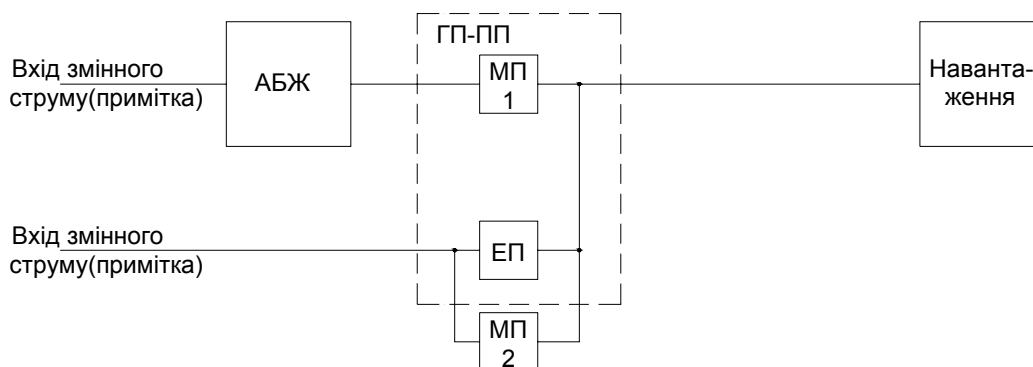 ГП-ПП
Вхід змінного
струму(примітка)
АБЖ
МП
1
Наванта-
ження
Вхід змінного
струму(примітка)
ЕП
МП
2